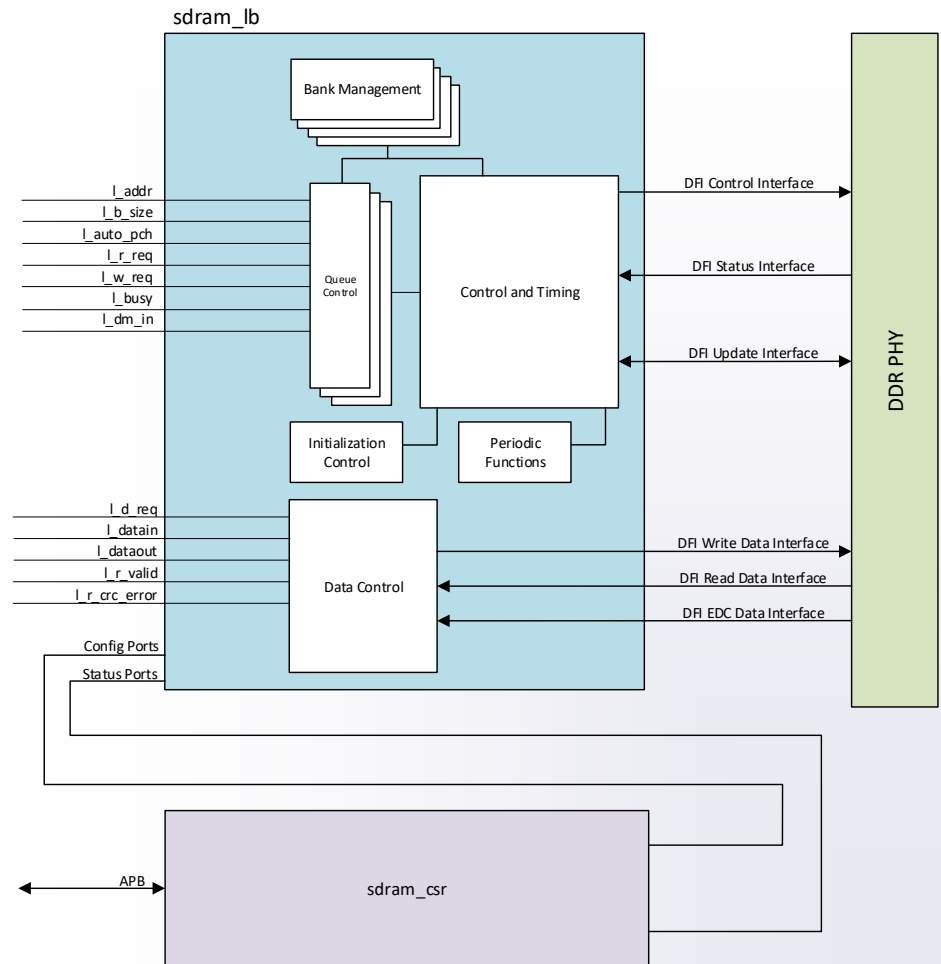 sdram_lb
Bank Management
l_addr
l_b_size
l_auto_pch
l_r_req
l_w_req
l_busy
l_dm_in
Queue
Control
Control and Timing
DFI Control Interface
DFI Status Interface
DFI Update Interface
DDR PHY
Initialization
Control
Periodic
Functions
l_d_req
l_datain
l_dataout
l_r_valid
l_r_crc_error
Data Control
DFI Write Data Interface
DFI Read Data Interface
DFI EDC Data Interface
Config Ports
Status Ports
APB
sdram_csr